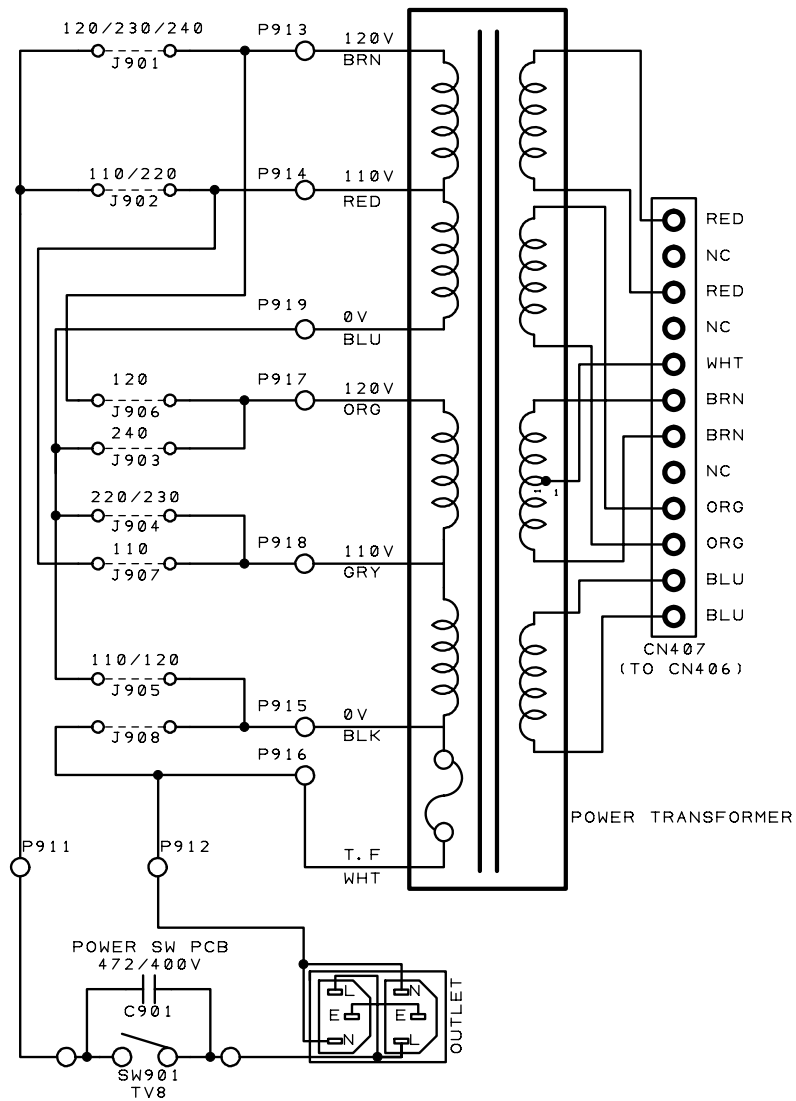 120/230/240
J901
P913
120V
BRN
110/220
J902
P914
110V
RED
P919
0V
BLU
120
J906
P917
120V
ORG
240
J903
220/230
J904
110
J907
P918
110V
GRY
110/120
J905
J908
P915
0V
BLK
P916
T.F
WHT
P911
P912
RED
NC
RED
NC
WHT
BRN
BRN
NC
ORG
ORG
BLU
BLU
1
1
CN407
(TO CN406)
POWER TRANSFORMER
POWER SW PCB
472/400V
C901
SW901
TV8
L
N
E
E
N
L
OUTLET